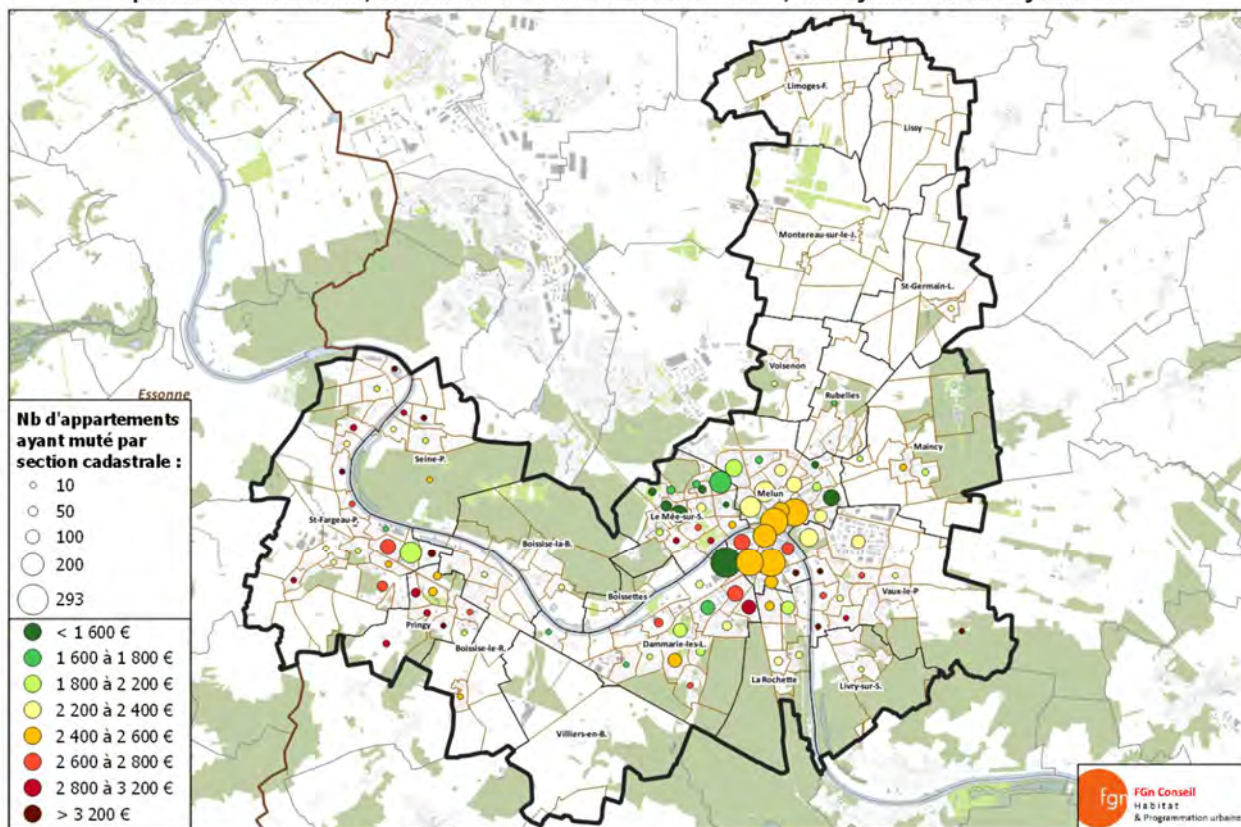 Limoges-F.
Lissy
Montereau-sur-le-J.
St-Germain-L.
Voisenon
Rubelles
Maincy
Essonne
Nb d'appartements
ayant muté par
section cadastrale :
10
50
100
200
293
< 1 600 €
1 600 à 1 800 €
1 800 à 2 200 €
2 200 à 2 400 €
2 400 à 2 600 €
2 600 à 2 800 €
2 800 à 3 200 €
> 3 200 €
Seine-P.
St-Fargeau-P.
Melun
Le Mée-sur-S.
Boissise-la-B.
Boissettes
Vaux-le-P
Pringy
Boissise-le-R.
Dammarie-les-L.
La Rochette
Livry-sur-S.
Villiers-en-B.
fgn
FGn Conseil
Habitat
& Programmation urbaine